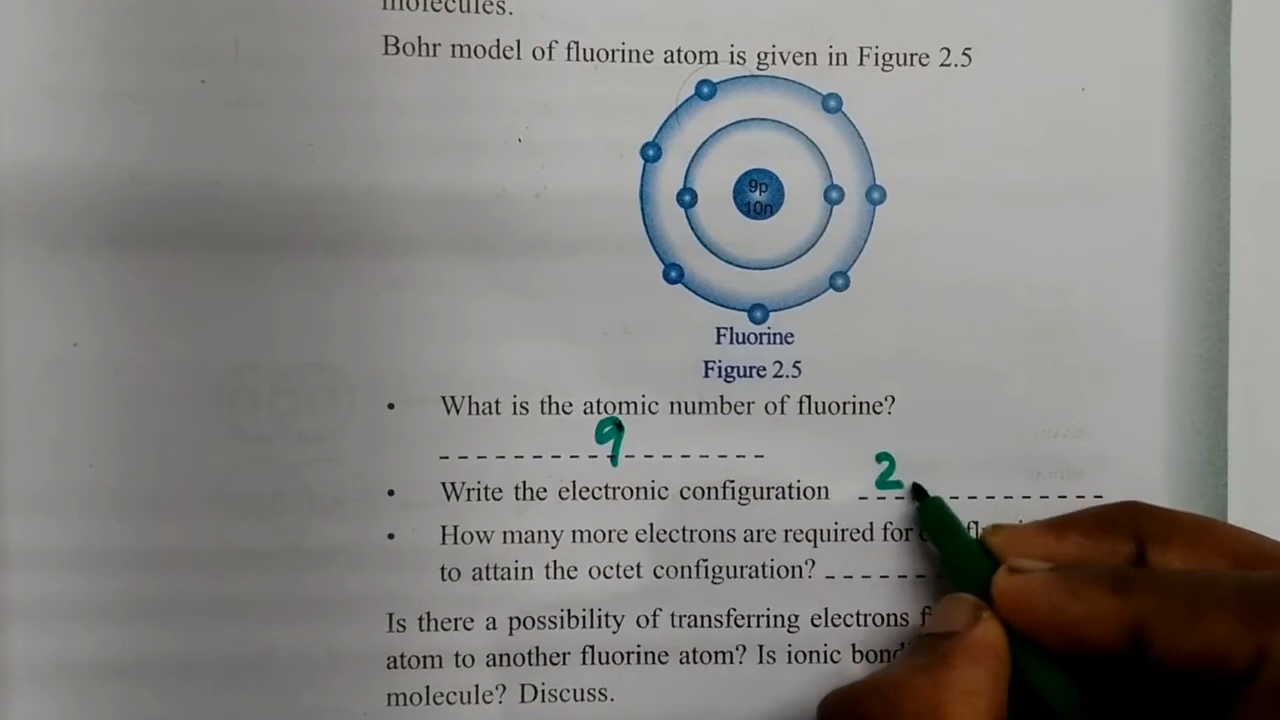 molecules.
Bohr model of fluorine atom is given in Figure 2.5
9p
10n
Fluorine
Figure 2.5
• What is the atomic number of fluorine?
9
• Write the electronic configuration 2
• How many more electrons are required for
to attain the octet configuration?
Is there a possibility of transferring electrons
atom to another fluorine atom? Is ionic
molecule? Discuss.